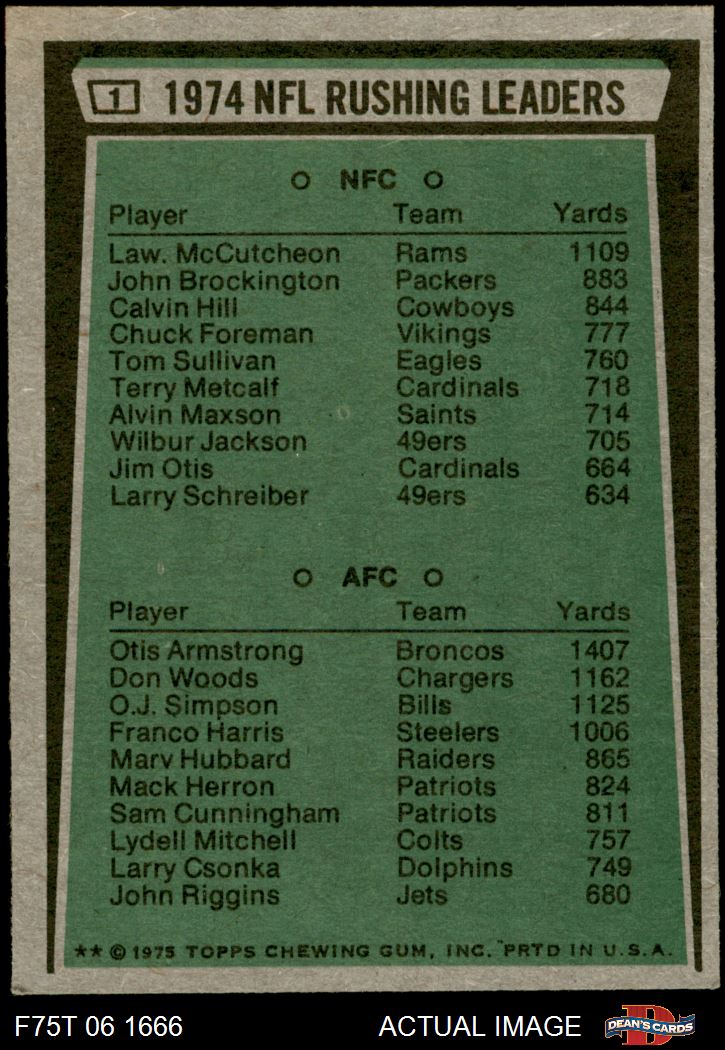 1 1974 NFL RUSHING LEADERS
O NFC O
Player Team Yards
Law. McCutcheon Rams 1109
John Brockington Packers 883
Calvin Hill Cowboys 844
Chuck Foreman Vikings 777
Tom Sullivan Eagles 760
Terry Metcalf Cardinals 718
Alvin Maxson Saints 714
Wilbur Jackson 49ers 705
Jim Otis Cardinals 664
Larry Schreiber 49ers 634
O AFC O
Player Team Yards
Otis Armstrong Broncos 1407
Don Woods Chargers 1162
O.J. Simpson Bills 1125
Franco Harris Steelers 1006
Marv Hubbard Raiders 865
Mack Herron Patriots 824
Sam Cunningham Patriots 811
Lydell Mitchell Colts 757
Larry Csonka Dolphins 749
John Riggins Jets 680
** © 1975 TOPPS CHEWING GUM, INC. PRTD IN U.S.A.
F75T 06 1666 ACTUAL IMAGE D DEAN'S CARDS